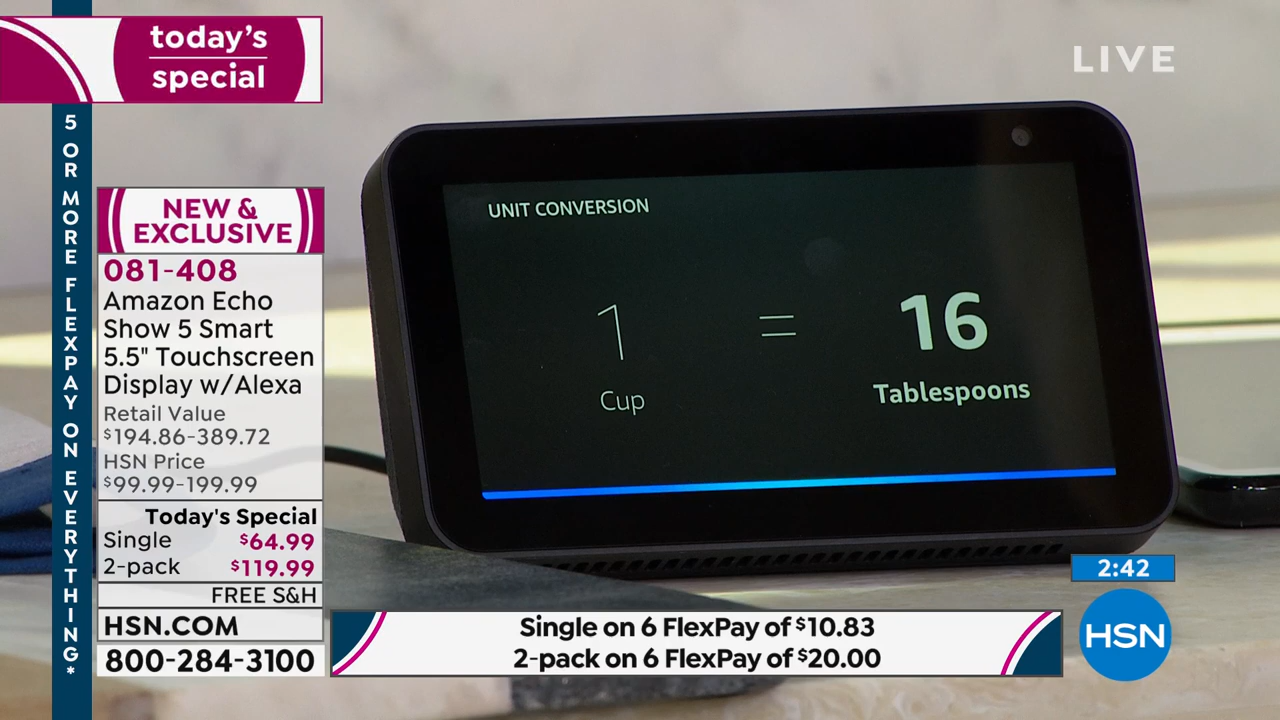 today's
special
LIVE
5 OR MORE FLEXPAY ON EVERYTHING*
NEW &
EXCLUSIVE
081-408
Amazon Echo
Show 5 Smart
5.5" Touchscreen
Display w/Alexa
Retail Value
$194.86-389.72
HSN Price
$99.99-199.99
Today's Special
Single $64.99
2-pack $119.99
FREE S&H
HSN.COM
800-284-3100
UNIT CONVERSION
1 = 16
Cup Tablespoons
2:42
HSN
Single on 6 FlexPay of $10.83
2-pack on 6 FlexPay of $20.00